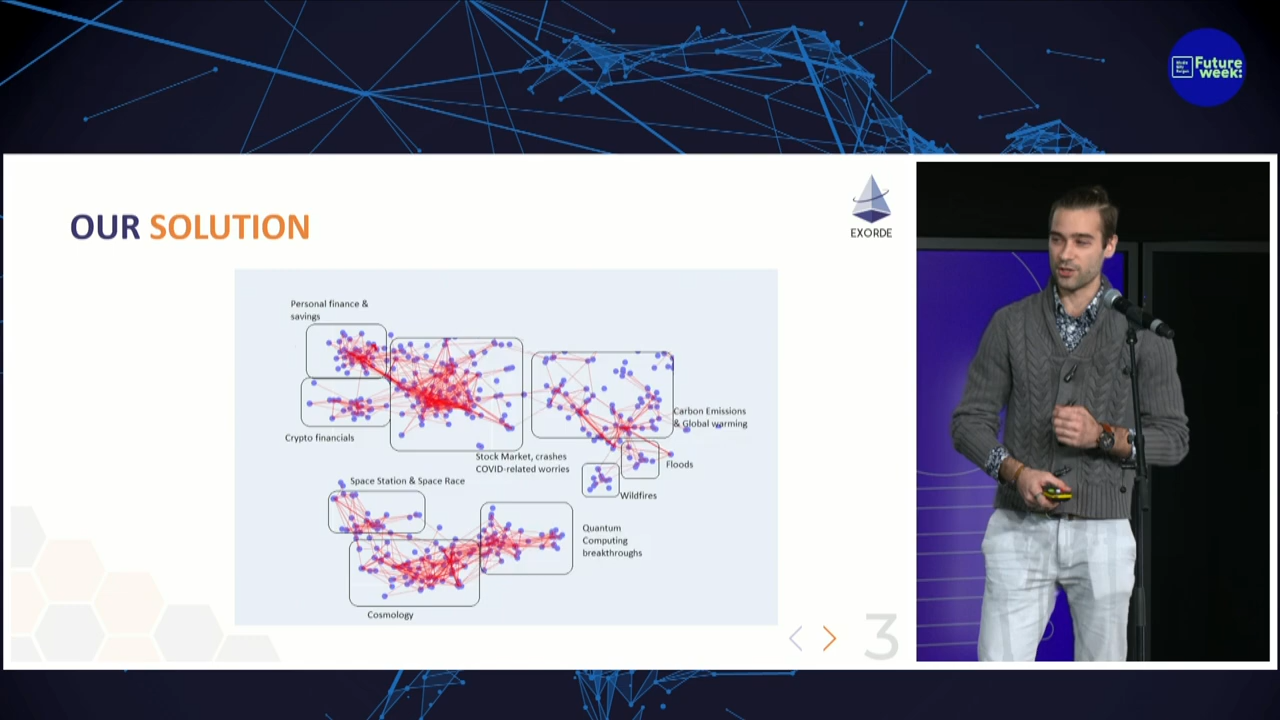 Future
week:
OUR SOLUTION
EXORDE
Personal finance &
savings
Crypto financials
Stock Market, crashes
COVID-related worries
Carbon Emissions
& Global warming
Floods
Wildfires
Space Station & Space Race
Quantum
Computing
breakthroughs
Cosmology
3